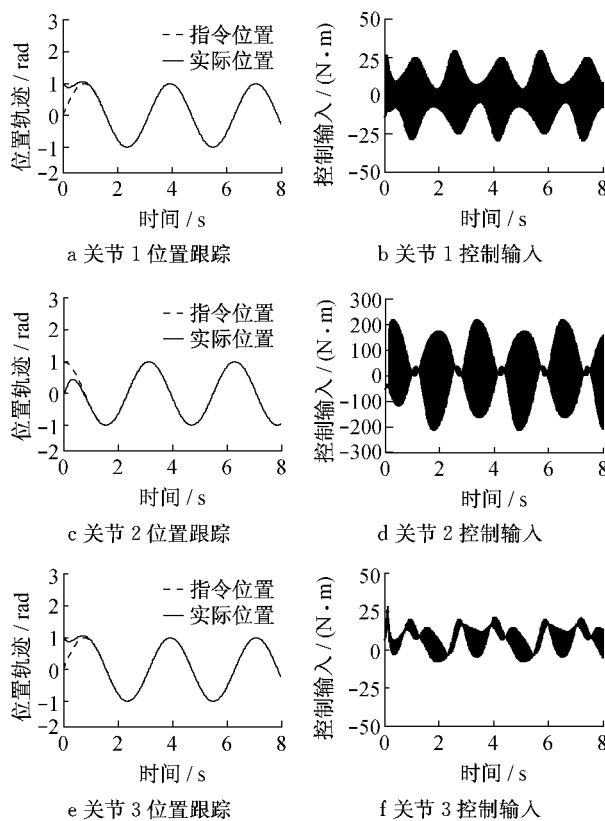 3
2
1
0
-1
-2
0 2 4 6 8
位置轨迹 / rad
时间 / s
指令位置
实际位置
a 关节 1 位置跟踪
50
25
0
-25
50
0 2 4 6 8
控制输入 / (N·m)
时间 / s
b 关节 1 控制输入
3
2
1
0
-1
-2
0 2 4 6 8
位置轨迹 / rad
时间 / s
指令位置
实际位置
c 关节 2 位置跟踪
300
200
100
0
-100
-200
-300
0 2 4 6 8
控制输入 / (N·m)
时间 / s
d 关节 2 控制输入
3
2
1
0
-1
-2
0 2 4 6 8
位置轨迹 / rad
时间 / s
指令位置
实际位置
e 关节 3 位置跟踪
50
25
0
-25
50
0 2 4 6 8
控制输入 / (N·m)
时间 / s
f 关节 3 控制输入